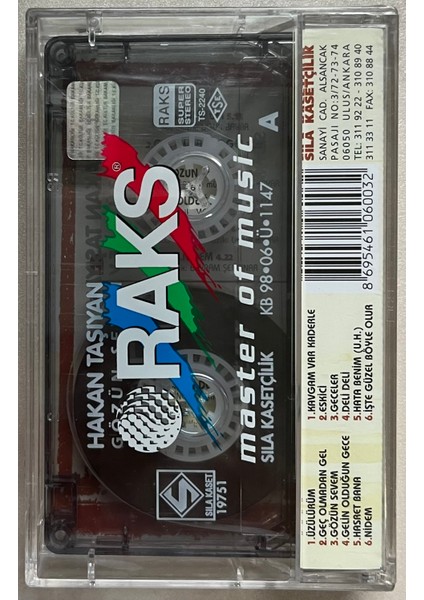 HAKAN TAŞIYAN
RAKS®
master of music
SILA KASETÇİLİK
KB 98•06•Ü•1147
A
RAKS
SUPER STEREO
TS-2240
TSE
SILA KASET
19751
1.ÜZÜLÜRÜM
2.GEÇ OLMADAN GEL
3.GÖZÜN SEVEM
4.GELİN OLDUĞUN GECE
5.HASRET BANA
6.NİDEM
1.KAVGAM VAR KADERLE
2.ESKİCİ
3.GECELER
4.DELİ DELİ
5.HATA BENİM (U.H.)
6.İŞTE GÜZEL BÖYLE OLUR
8 695461 060032
SILA KASETÇİLİK
SANAYİ CAD. ALSANCAK
PASAJI NO:3/72-73-74
06050 ULUS/ANKARA
TEL: 311 92 22 - 310 89 40
311 33 11 FAX: 310 88 44